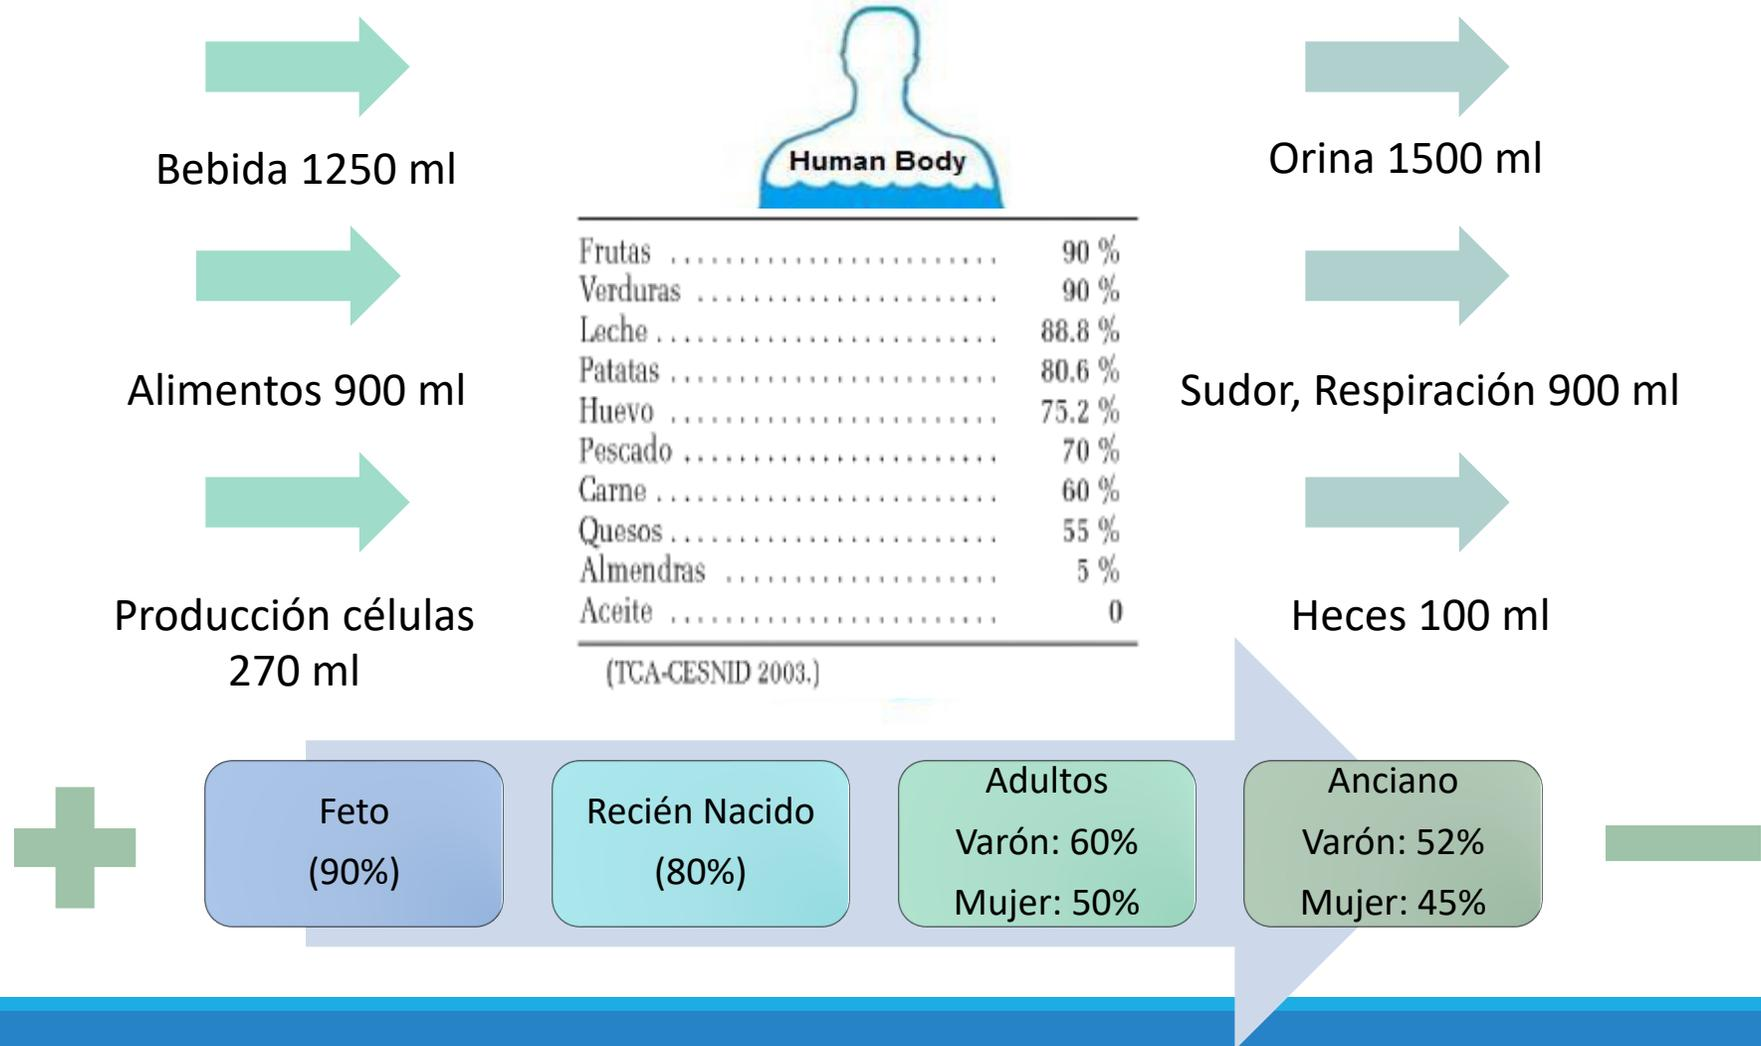 Bebida 1250 ml
Alimentos 900 ml
Producción células
270 ml
Human Body
Frutas ........................ 90 %
Verduras ...................... 90 %
Leche ......................... 88.8 %
Patatas ........................ 80.6 %
Huevo ........................ 75.2 %
Pescado ....................... 70 %
Carne ......................... 60 %
Quesos ........................ 55 %
Almendras .................... 5 %
Aceite ........................ 0
(TCA-CESNID 2003.)
Orina 1500 ml
Sudor, Respiración 900 ml
Heces 100 ml
Feto
(90%)
Recién Nacido
(80%)
Adultos
Varón: 60%
Mujer: 50%
Anciano
Varón: 52%
Mujer: 45%